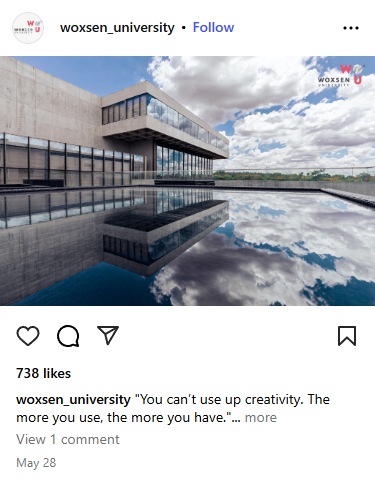 woxsen_university • Follow
WOXSEN
UNIVERSITY
W U
738 likes
woxsen_university "You can't use up creativity. The
more you use, the more you have."... more
View 1 comment
May 28